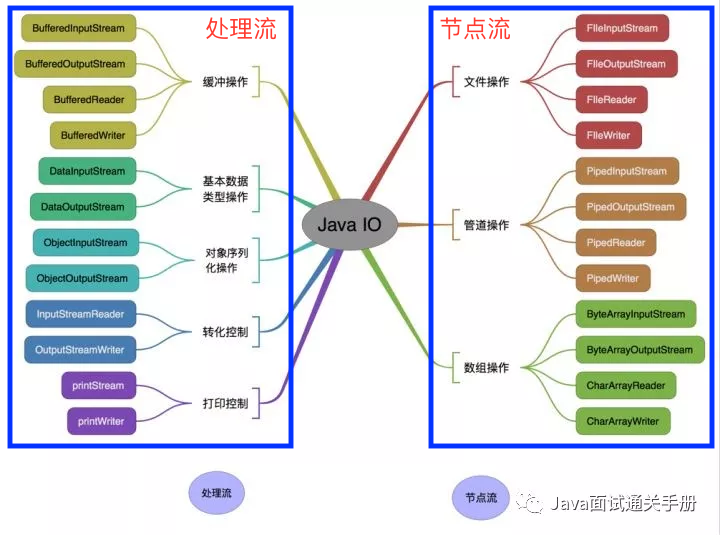 处理流
BufferedInputStream
BufferedOutputStream
BufferedReader
BufferedWriter
缓冲操作
DataInputStream
DataOutputStream
基本数据
类型操作
ObjectInputStream
ObjectOutputStream
对象序列
化操作
InputStreamReader
OutputStreamWriter
转化控制
printStream
printWriter
打印控制
Java IO
节点流
文件操作
FIleInputStream
FIleOutputStream
FIleReader
FIleWriter
管道操作
PipedInputStream
PipedOutputStream
PipedReader
PipedWriter
数组操作
ByteArrayInputStream
ByteArrayOutputStream
CharArrayReader
CharArrayWriter
处理流
节点流
Java面试通关手册